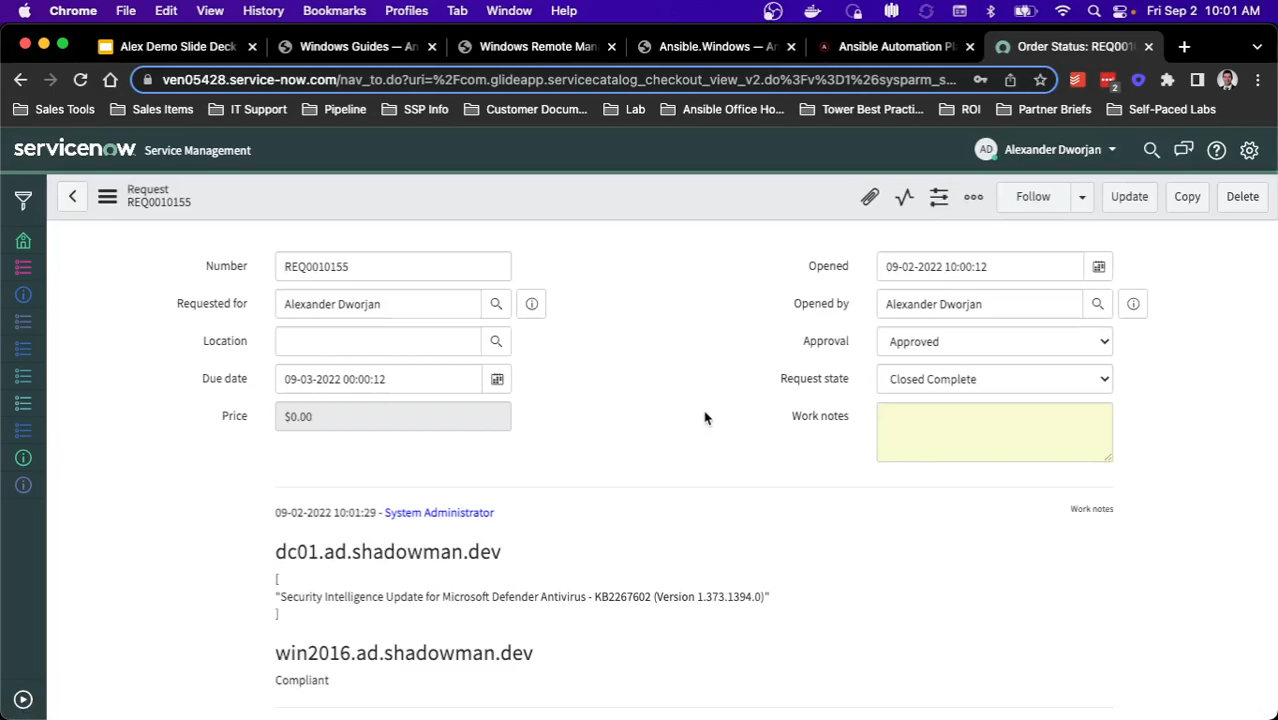 Chrome File Edit View History Bookmarks Profiles Tab Window Help Fri Sep 2 10:01 AM
Alex Demo Slide Deck Windows Guides — An Windows Remote Man Ansible.Windows — An Ansible Automation Pla Order Status: REQ0010
ven05428.service-now.com/nav_to.do?uri=%2Fcom.glideapp.servicecatalog_checkout_view_v2.do%3Fv%3D1%26sysparm_s... 2
Sales Tools Sales Items IT Support Pipeline SSP Info Customer Docum... Lab Ansible Office Ho... Tower Best Practi... ROI Partner Briefs Self-Paced Labs
servicenow Service Management AD Alexander Dworjan
Request
REQ0010155
Follow Update Copy Delete
Number REQ0010155 Opened 09-02-2022 10:00:12
Requested for Alexander Dworjan Opened by Alexander Dworjan
Location Approval Approved
Due date 09-03-2022 00:00:12 Request state Closed Complete
Price $0.00 Work notes
09-02-2022 10:01:29 - System Administrator Work notes
dc01.ad.shadowman.dev
[
"Security Intelligence Update for Microsoft Defender Antivirus - KB2267602 (Version 1.373.1394.0)"
]
win2016.ad.shadowman.dev
Compliant